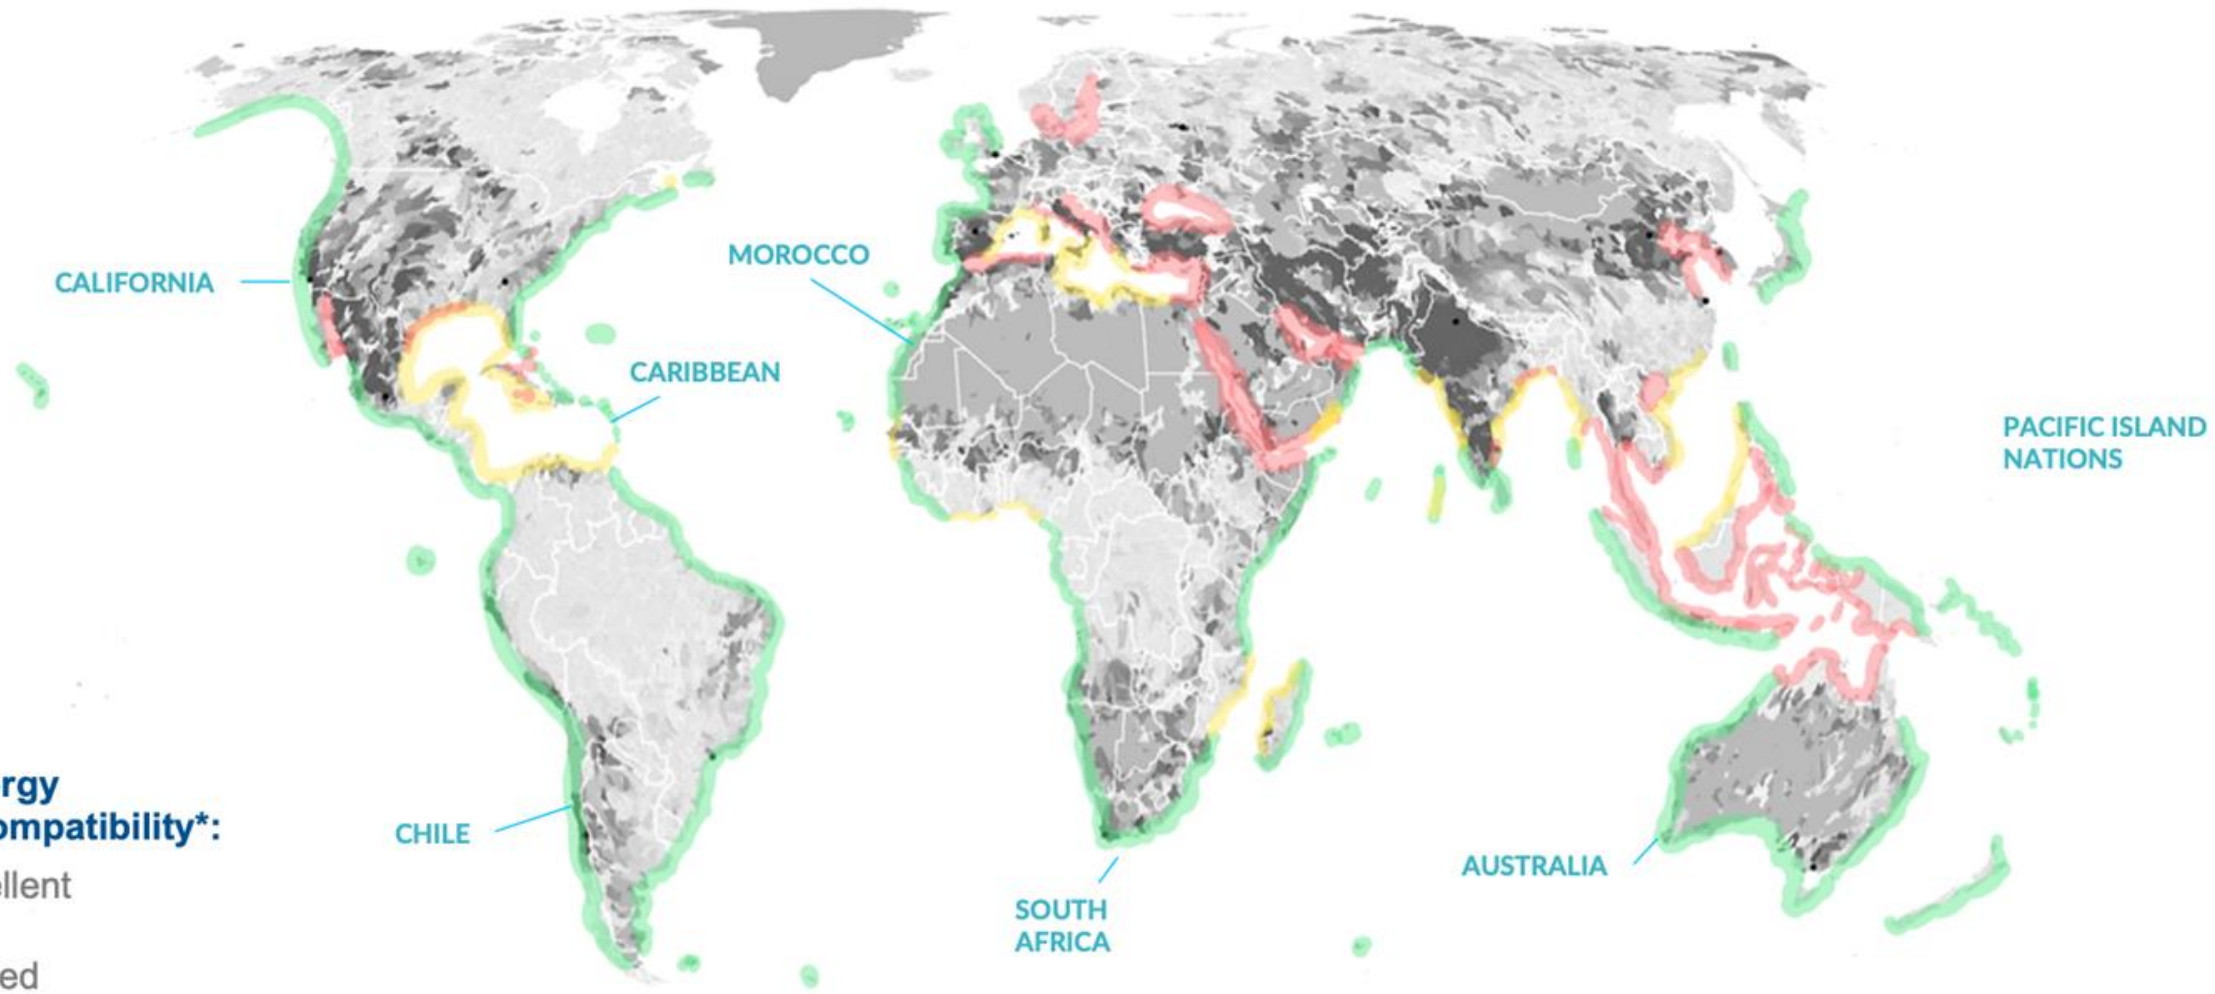 MOROCCO
CALIFORNIA
CARIBBEAN
PACIFIC ISLAND
NATIONS
rgy
ompatibility*:
CHILE
AUSTRALIA
ellent
SOUTH
AFRICA
ed